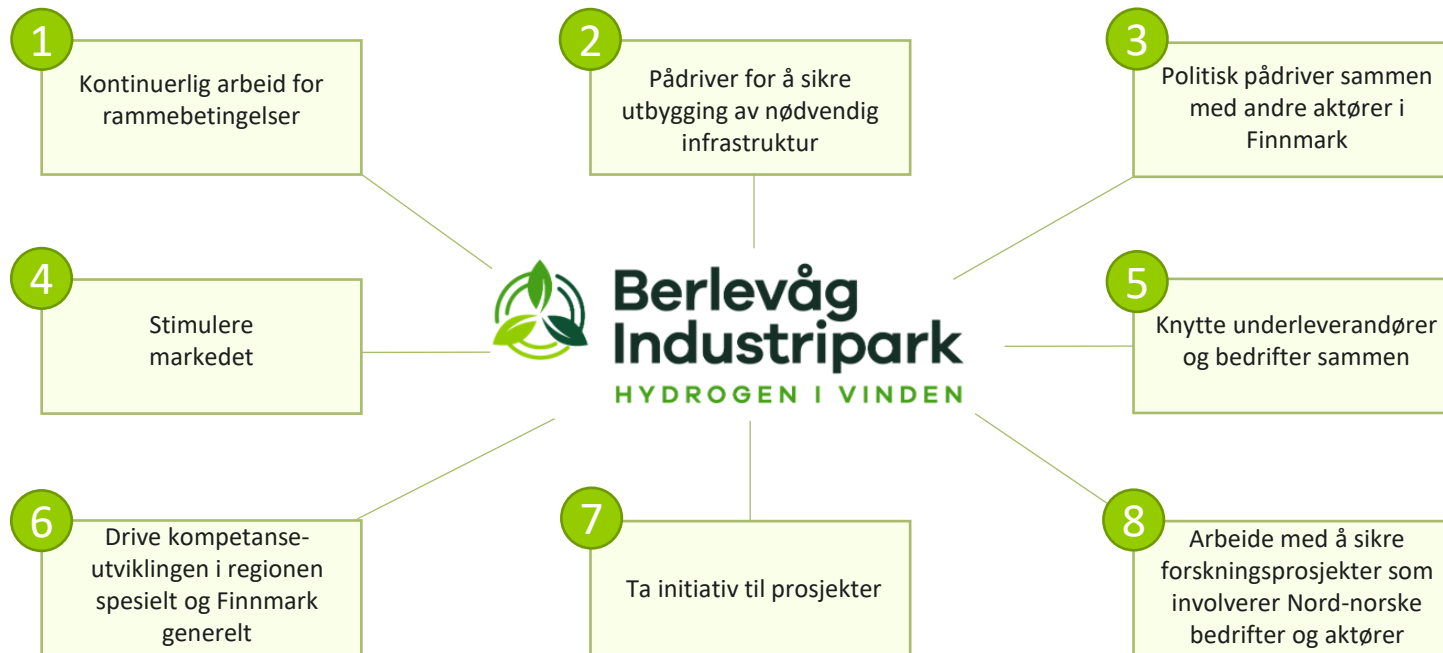 1
Kontinuerlig arbeid for
rammebetingelser
2
Pådriver for å sikre
utbygging av nødvendig
infrastruktur
3
Politisk pådriver sammen
med andre aktører i
Finnmark
4
Stimulere
markedet
Berlevåg
Industripark
HYDROGEN I VINDEN
5
Knytte underleverandører
og bedrifter sammen
6
Drive kompetanse-
utviklingen i regionen
spesielt og Finnmark
generelt
7
Ta initiativ til prosjekter
8
Arbeide med å sikre
forskningsprosjekter som
involverer Nord-norske
bedrifter og aktører